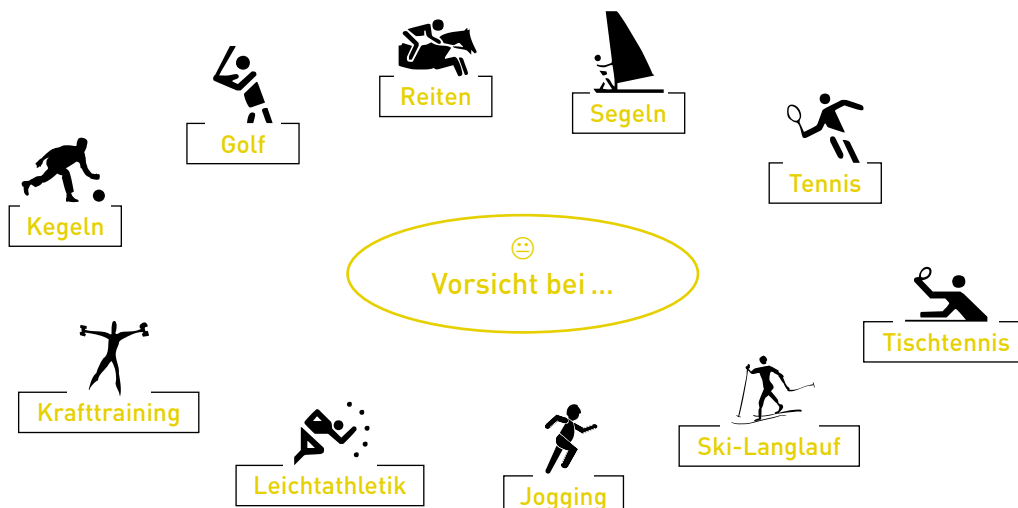 Reiten
Segeln
Golf
Tennis
Kegeln
Vorsicht bei ...
Tischtennis
Krafttraining
Ski-Langlauf
Leichtathletik
Jogging